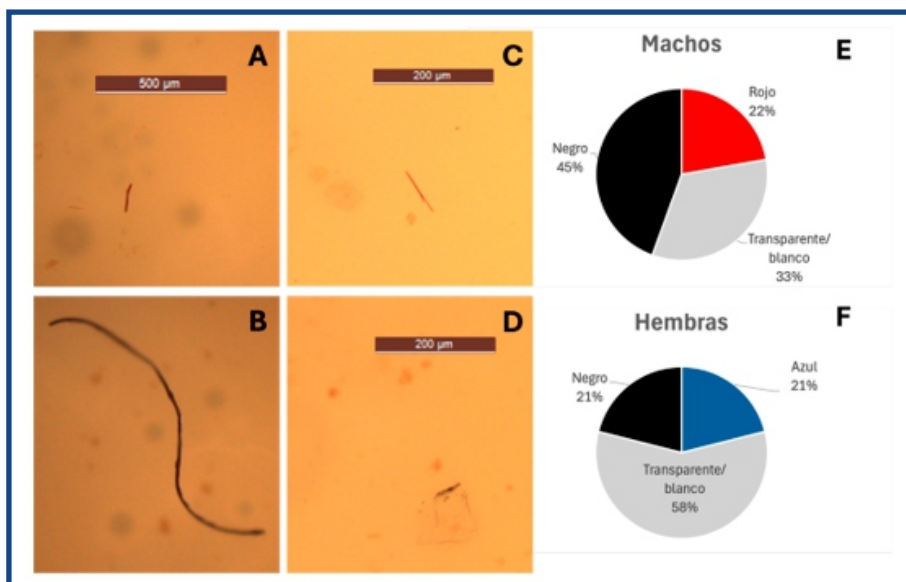 A
500 µm
B
C
200 µm
D
200 µm
E
Machos
Rojo
22%
Negro
45%
Transparente/
blanco
33%
F
Hembras
Azul
21%
Negro
21%
Transparente/
blanco
58%